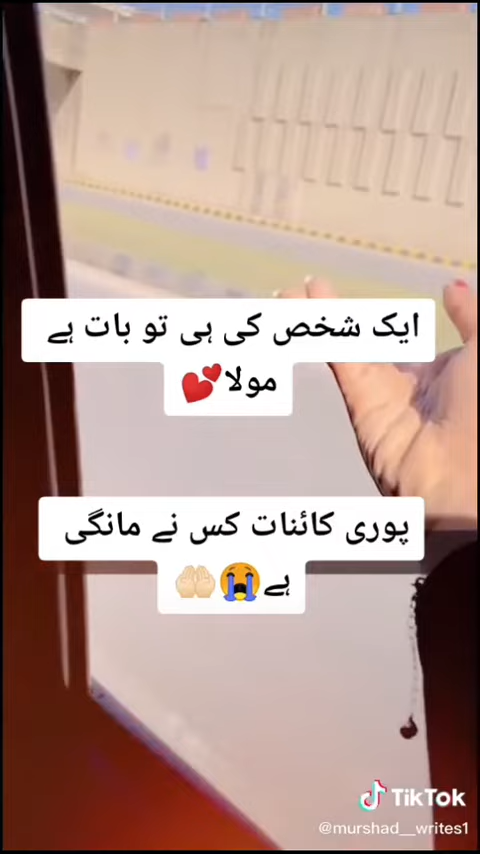 ایک شخص کی ہی تو بات ہے
مولا💕
پوری کائنات کس نے مانگی
ہے😭🤲🏻
TikTok
@murshad__writes1